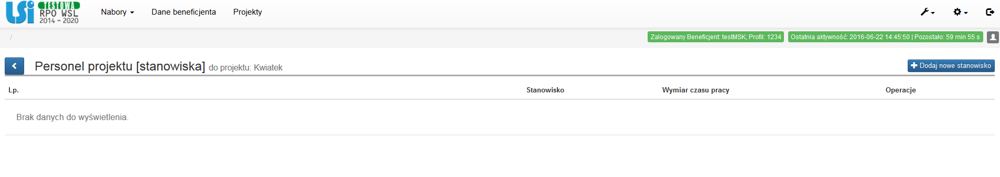 LSI TESTOWA
RPO WSL
2014 - 2020
Nabory Dane beneficjenta Projekty
/ Zalogowany Beneficjent: testMSK; Profil: 1234 Ostatnia aktywność: 2016-06-22 14:45:50 | Pozostało: 59 min 55 s
Personel projektu [stanowiska] do projektu: Kwiatek Dodaj nowe stanowisko
Lp. Stanowisko Wymiar czasu pracy Operacje
Brak danych do wyświetlenia.